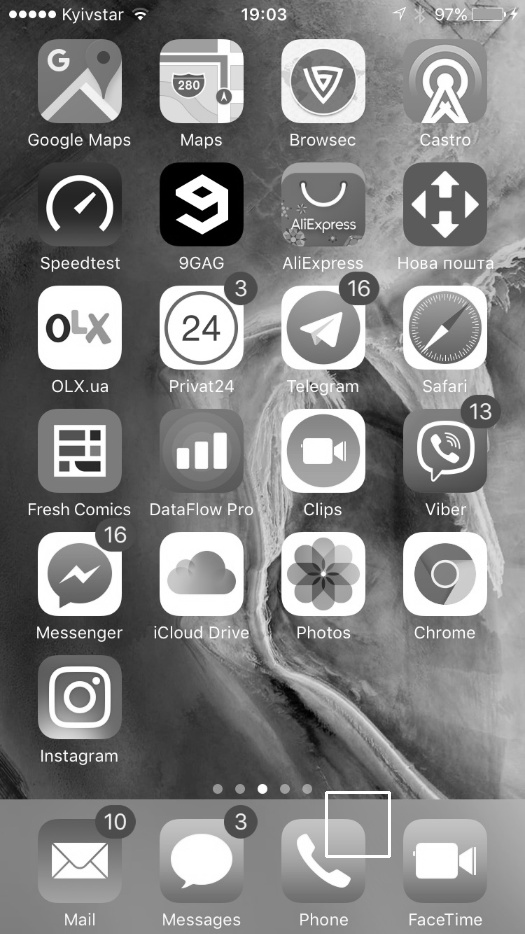 Kyivstar 19:03 97%
G 280
Google Maps Maps Browsec Castro
9 AliExpress
Speedtest 9GAG AliExpress Нова пошта
3 16
OLX 24
OLX.ua Privat24 Telegram Safari
13
Fresh Comics DataFlow Pro Clips Viber
16
Messenger iCloud Drive Photos Chrome
Instagram
10 3
Mail Messages Phone FaceTime